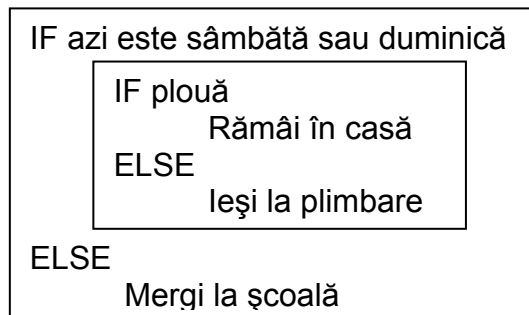 IF azi este sâmbătă sau duminică
IF plouă
Rămâi în casă
ELSE
Ieşi la plimbare
ELSE
Mergi la şcoală